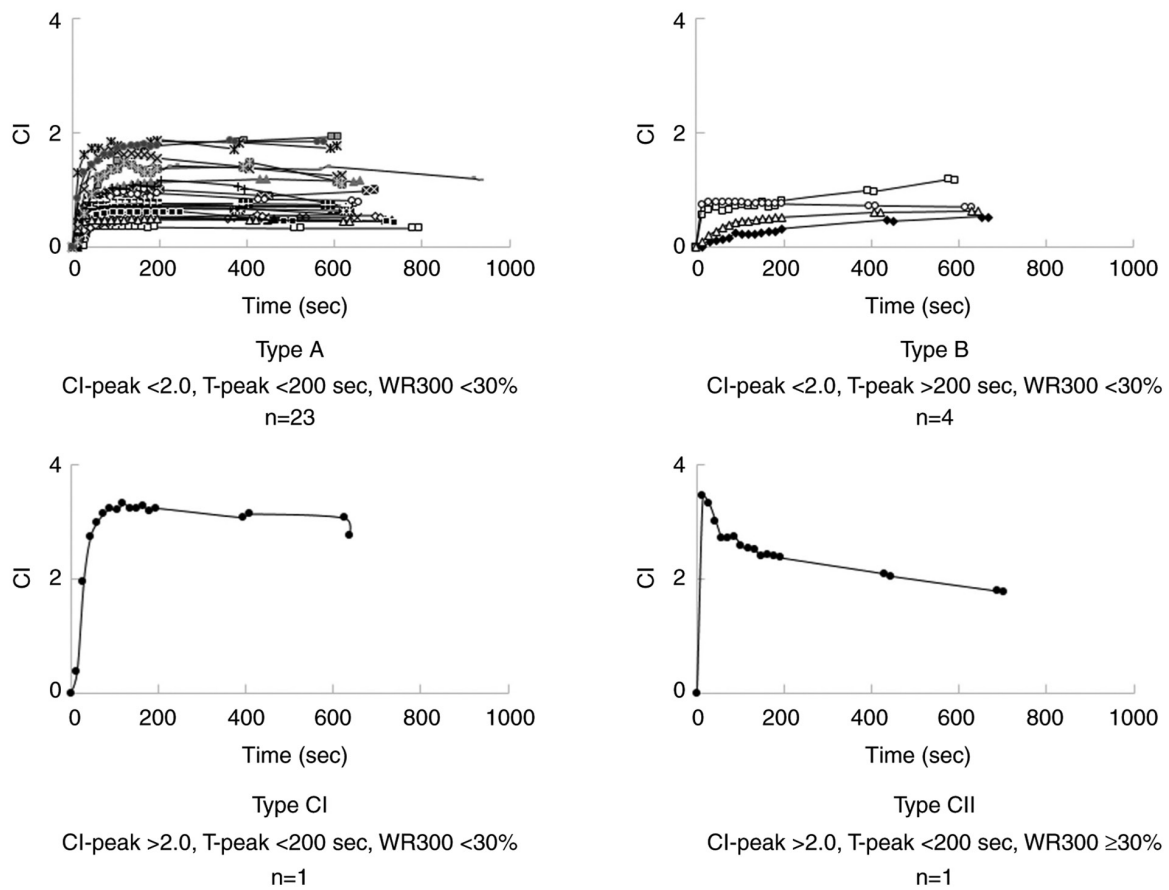 4
2
0
CI
0 200 400 600 800 1000
Time (sec)
Type A
CI-peak <2.0, T-peak <200 sec, WR300 <30%
n=23
4
2
0
CI
0 200 400 600 800 1000
Time (sec)
Type B
CI-peak <2.0, T-peak >200 sec, WR300 <30%
n=4
4
2
0
CI
0 200 400 600 800 1000
Time (sec)
Type CI
CI-peak >2.0, T-peak <200 sec, WR300 <30%
n=1
4
2
0
CI
0 200 400 600 800 1000
Time (sec)
Type CII
CI-peak >2.0, T-peak <200 sec, WR300 ≥30%
n=1